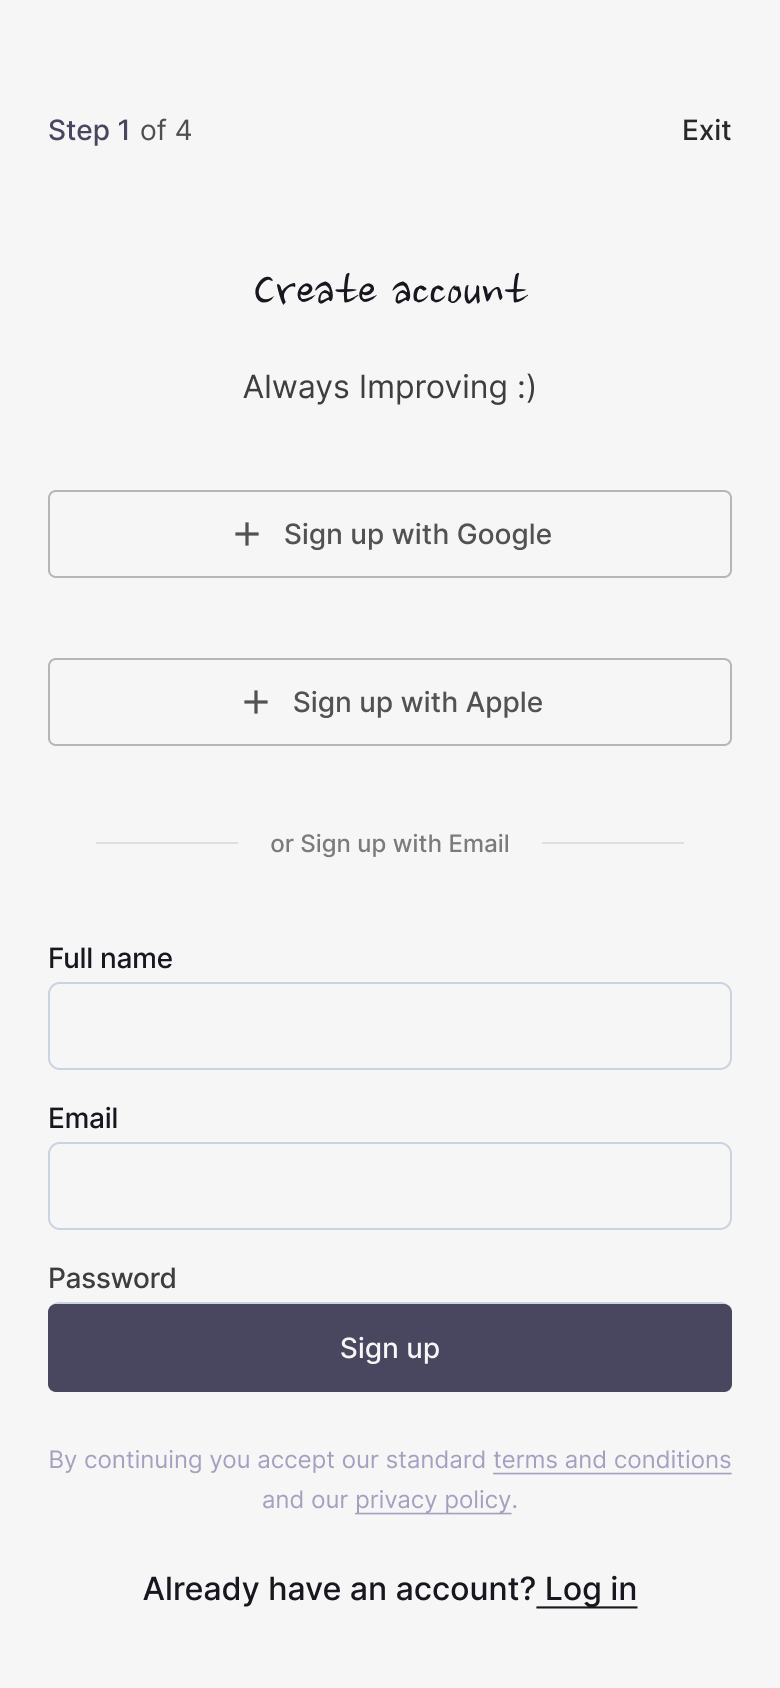 Step 1 of 4
Exit
Create account
Always Improving :)
Sign up with Google
Sign up with Apple
or Sign up with Email
Full name
Email
Password
Sign up
By continuing you accept our standard terms and conditions
and our privacy policy.
Already have an account? Log in